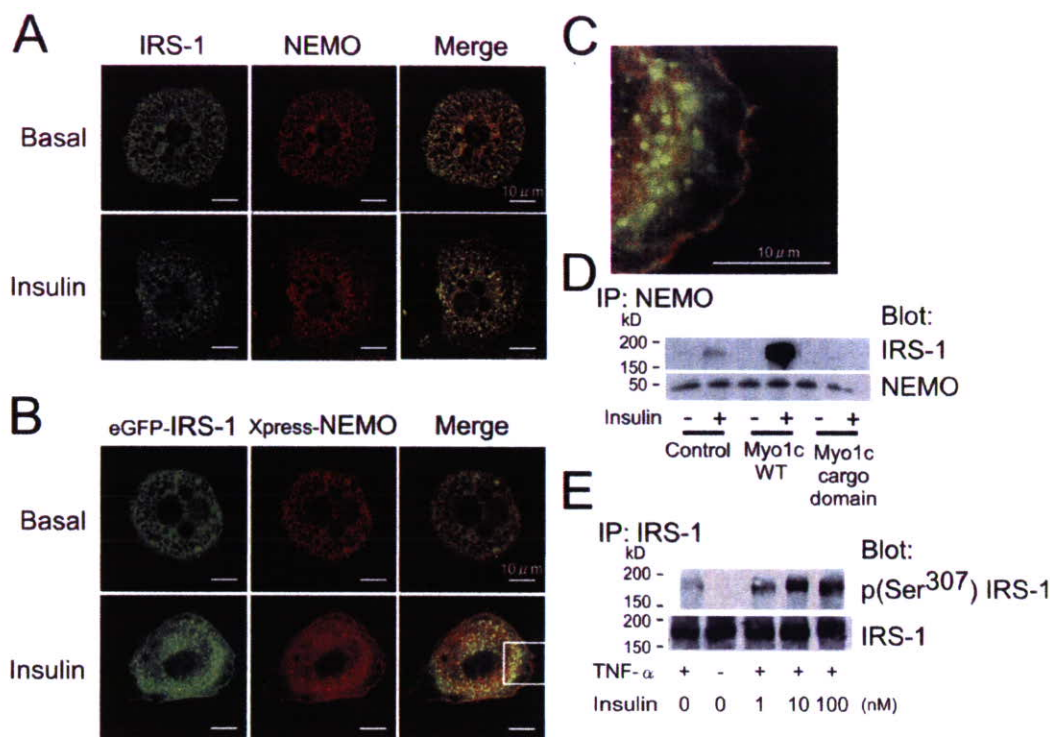 A
IRS-1 NEMO Merge
Basal
10 μm
Insulin
B
eGFP-IRS-1 Xpress-NEMO Merge
Basal
10 μm
Insulin
C
10 μm
D
IP: NEMO
kD
Blot:
200
150
IRS-1
50
NEMO
Insulin - + - + - +
Control Myo1c WT Myo1c cargo domain
E
IP: IRS-1
kD
Blot:
200
150
p(Ser307) IRS-1
200
150
IRS-1
TNF-α + - + + +
Insulin 0 0 1 10 100 (nM)